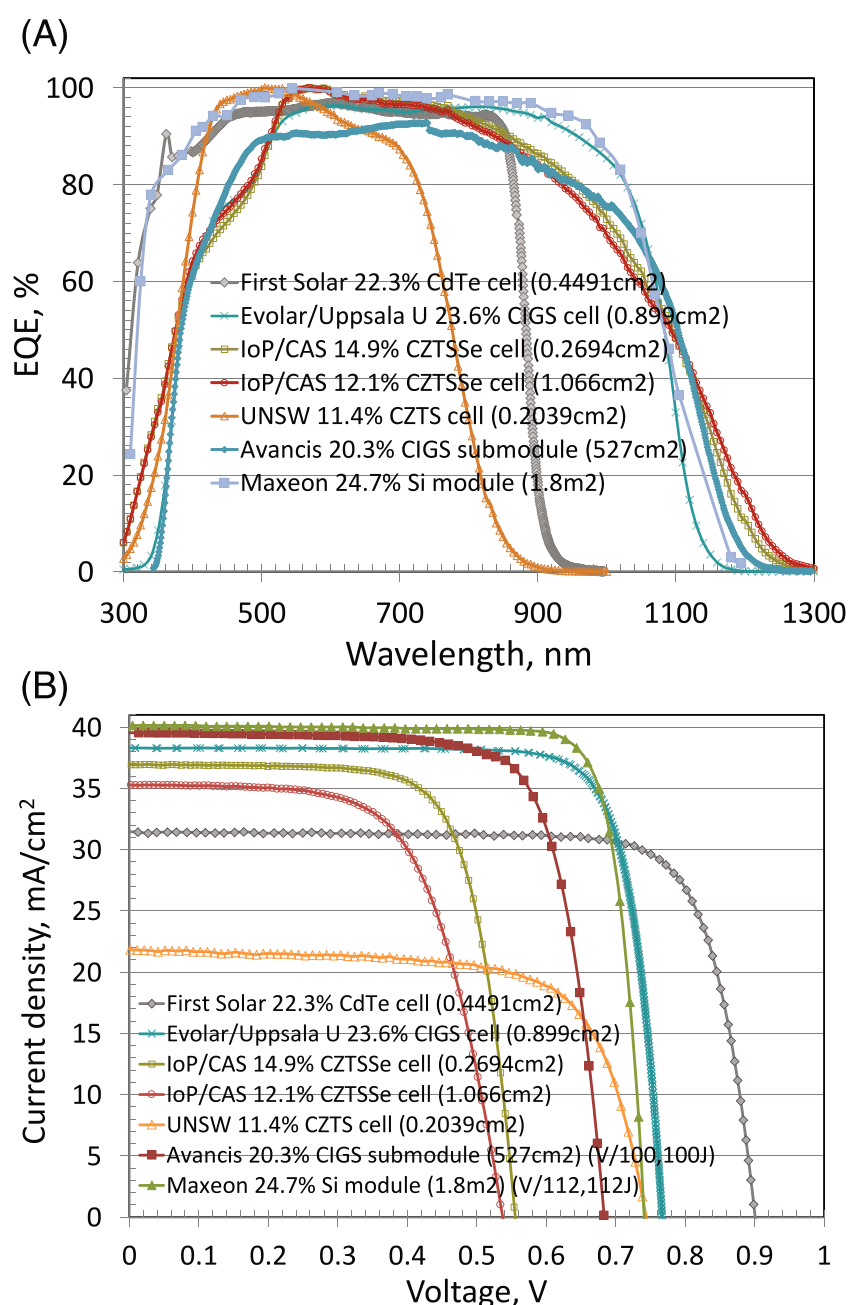 (A)
100
80
60
40
20
0
EQE, %
First Solar 22.3% CdTe cell (0.4491cm2)
Evolar/Uppsala U 23.6% CIGS cell (0.899cm2)
IoP/CAS 14.9% CZTSSe cell (0.2694cm2)
IoP/CAS 12.1% CZTSSe cell (1.066cm2)
UNSW 11.4% CZTS cell (0.2039cm2)
Avancis 20.3% CIGS submodule (527cm2)
Maxeon 24.7% Si module (1.8m2)
300 500 700 900 1100 1300
Wavelength, nm
(B)
40
35
30
25
20
15
10
5
0
Current density, mA/cm²
First Solar 22.3% CdTe cell (0.4491cm2)
Evolar/Uppsala U 23.6% CIGS cell (0.899cm2)
IoP/CAS 14.9% CZTSSe cell (0.2694cm2)
IoP/CAS 12.1% CZTSSe cell (1.066cm2)
UNSW 11.4% CZTS cell (0.2039cm2)
Avancis 20.3% CIGS submodule (527cm2) (V/100,100J)
Maxeon 24.7% Si module (1.8m2) (V/112,112J)
0 0.1 0.2 0.3 0.4 0.5 0.6 0.7 0.8 0.9 1
Voltage, V